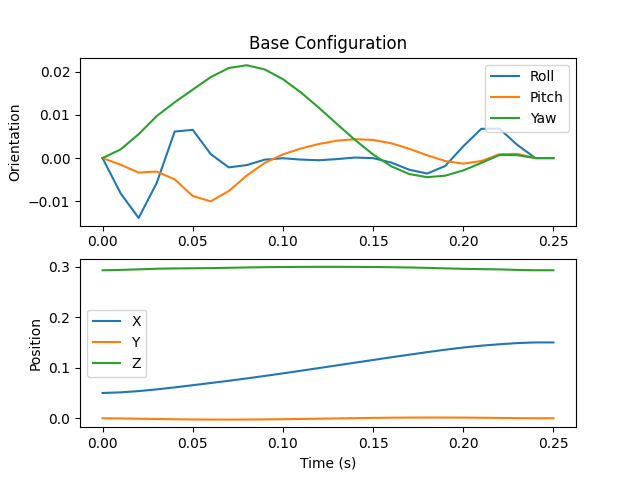 Base Configuration
Orientation
0.02
0.01
0.00
−0.01
Roll
Pitch
Yaw
0.00 0.05 0.10 0.15 0.20 0.25
Position
0.3
0.2
0.1
0.0
X
Y
Z
0.00 0.05 0.10 0.15 0.20 0.25
Time (s)